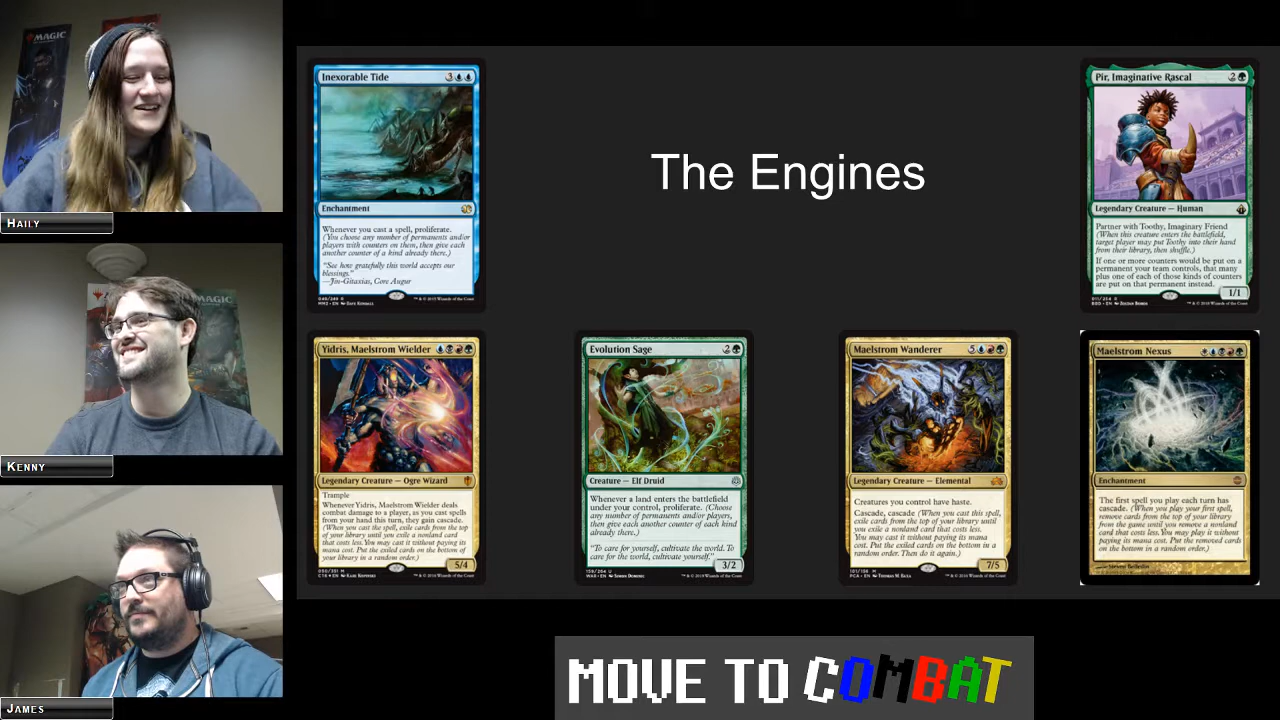 MAGIC
HAILY
KENNY
JAMES
The Engines
Inexorable Tide
3
Enchantment
Whenever you cast a spell, proliferate.
(You choose any number of permanents and/or
players with counters on them, then give each
another counter of a kind already there.)
"See how gratefully this world accepts our
blessings."
—Jin-Gitaxias, Core Augur
Pir, Imaginative Rascal
2
Legendary Creature — Human
Partner with Toothy, Imaginary Friend
(When this creature enters the battlefield,
target player may put Toothy into their hand
from their library, then shuffle.)
If one or more counters would be put on a
permanent your team controls, that many
plus one of each of those kinds of counters
are put on that permanent instead.
1/1
Yidris, Maelstrom Wielder
Legendary Creature — Ogre Wizard
Trample
Whenever Yidris, Maelstrom Wielder deals
combat damage to a player, as you cast spells
from your hand this turn, they gain cascade.
(When you cast the spell, exile cards from the top
of your library until you exile a nonland card
that costs less. You may cast it without paying its
mana cost. Put the exiled cards on the bottom of
your library in a random order.)
5/4
Evolution Sage
2
Creature — Elf Druid
Whenever a land enters the battlefield
under your control, proliferate. (Choose
any number of permanents and/or players,
then give each another counter of each kind
already there.)
"To care for yourself, cultivate the world. To
care for the world, cultivate yourself."
3/2
Maelstrom Wanderer
5
Legendary Creature — Elemental
Creatures you control have haste.
Cascade, cascade (When you cast this spell,
exile cards from the top of your library until
you exile a nonland card that costs less.
You may cast it without paying its mana
cost. Put the exiled cards on the bottom in a
random order. Then do it again.)
7/5
Maelstrom Nexus
Enchantment
The first spell you play each turn has
cascade. (When you play your first spell,
remove cards from the top of your library
from the game until you remove a nonland
card that costs less. You may play it without
paying its mana cost. Put the removed cards
on the bottom in a random order.)
MOVE TO COMBAT